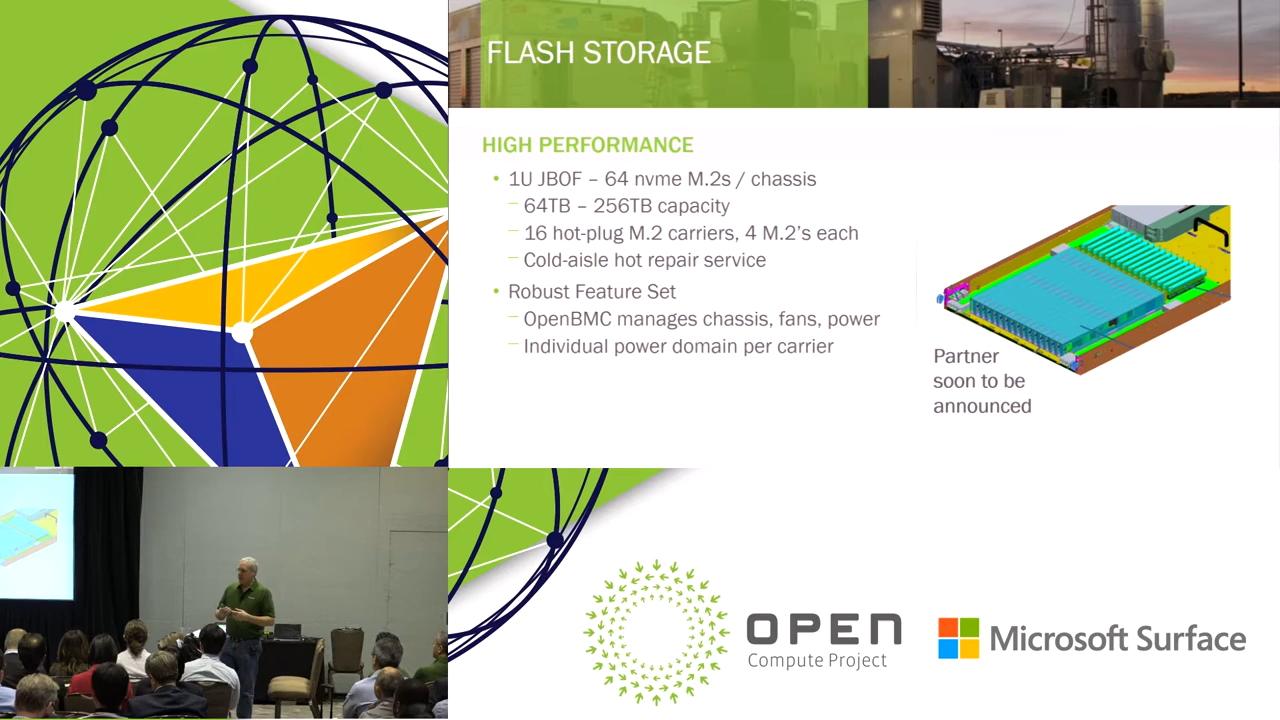 FLASH STORAGE
HIGH PERFORMANCE
• 1U JBOF – 64 nvme M.2s / chassis
– 64TB – 256TB capacity
– 16 hot-plug M.2 carriers, 4 M.2's each
– Cold-aisle hot repair service
• Robust Feature Set
– OpenBMC manages chassis, fans, power
– Individual power domain per carrier
Partner
soon to be
announced
OPEN
Compute Project
Microsoft Surface